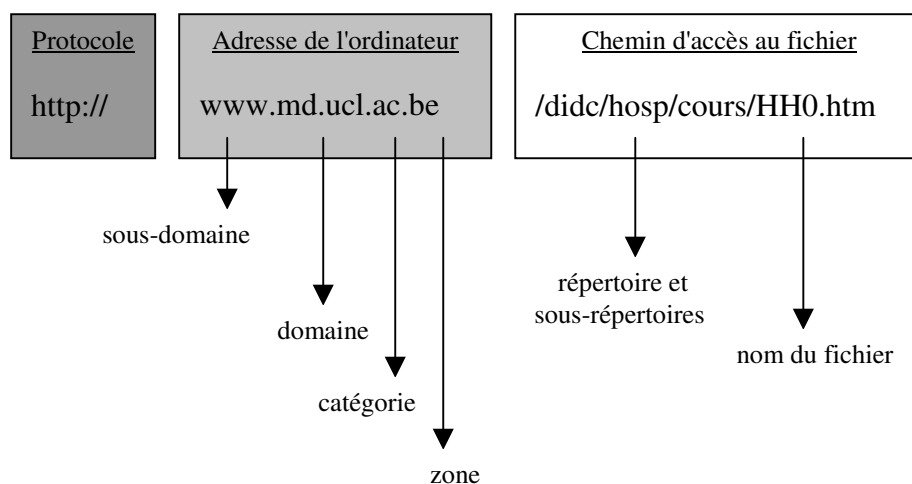 Protocole
http://
Adresse de l'ordinateur
www.md.ucl.ac.be
Chemin d'accès au fichier
/didc/hosp/cours/HH0.htm
sous-domaine
domaine
catégorie
zone
répertoire et
sous-répertoires
nom du fichier